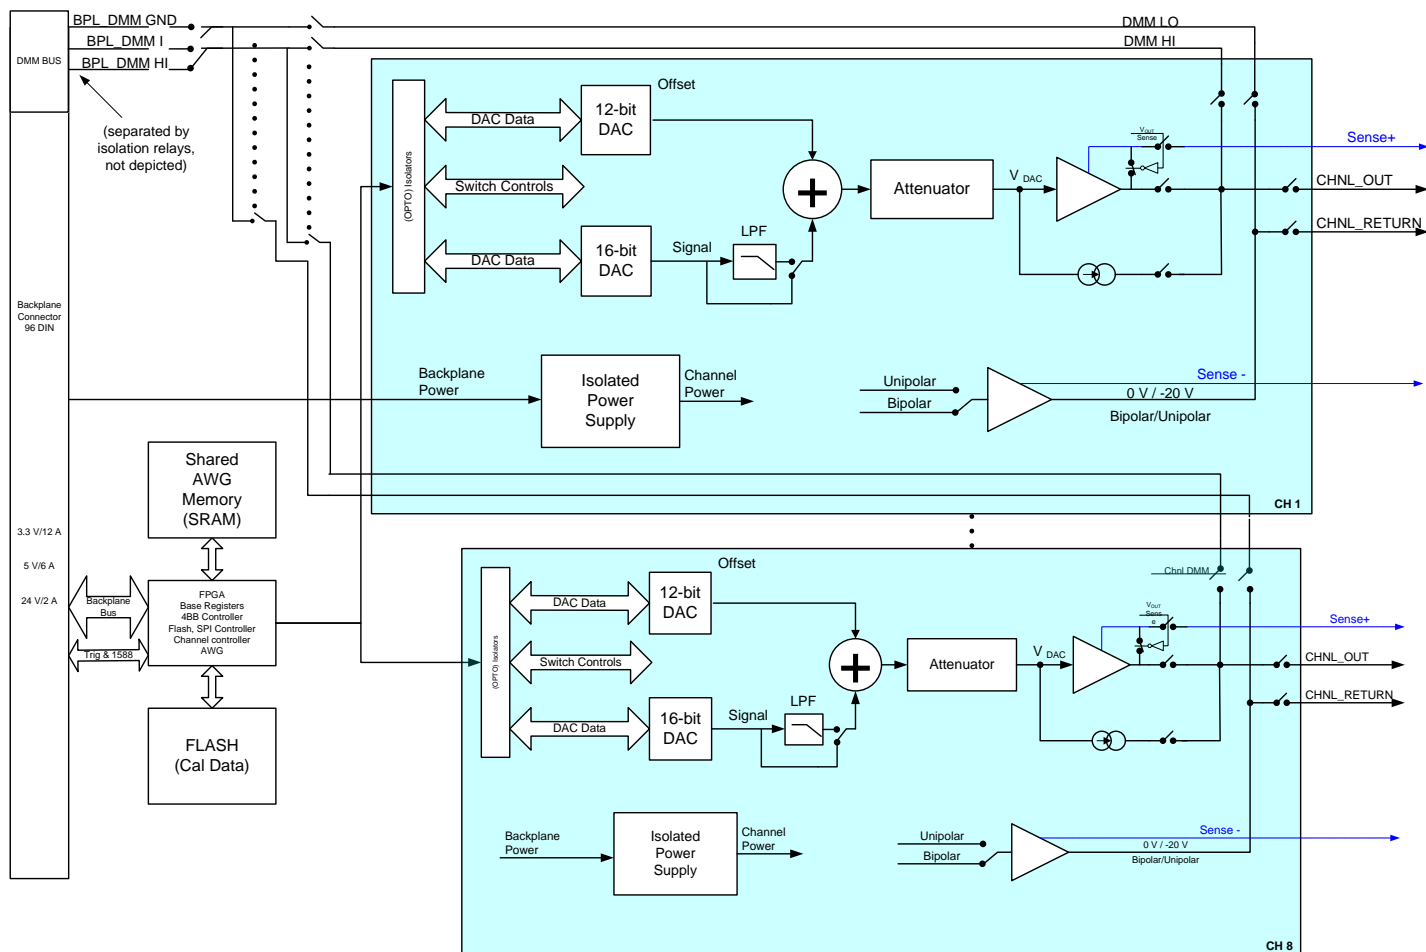 BPL_DMM GND
BPL_DMM I
BPL_DMM HI
DMM BUS
(separated by
isolation relays,
not depicted)
DMM LO
DMM HI
Backplane
Connector
96 DIN
3.3 V/12 A
5 V/6 A
24 V/2 A
Shared
AWG
Memory
(SRAM)
Backplane
Bus
Trig & 1588
FPGA
Base Registers
4BB Controller
Flash, SPI Controller
Channel controller
AWG
FLASH
(Cal Data)
(OPTO) Isolators
DAC Data
Switch Controls
DAC Data
12-bit
DAC
Offset
16-bit
DAC
Signal
LPF
Attenuator
V DAC
VOUT
Sense
Sense+
CHNL_OUT
CHNL_RETURN
Backplane
Power
Isolated
Power
Supply
Channel
Power
Unipolar
Bipolar
Sense -
0 V / -20 V
Bipolar/Unipolar
CH 1
(OPTO) Isolators
DAC Data
Switch Controls
DAC Data
12-bit
DAC
Offset
16-bit
DAC
Signal
LPF
Attenuator
V DAC
Chnl DMM
VOUT
Sens
e
Sense+
CHNL_OUT
CHNL_RETURN
Backplane
Power
Isolated
Power
Supply
Channel
Power
Unipolar
Bipolar
Sense -
0 V / -20 V
Bipolar/Unipolar
CH 8